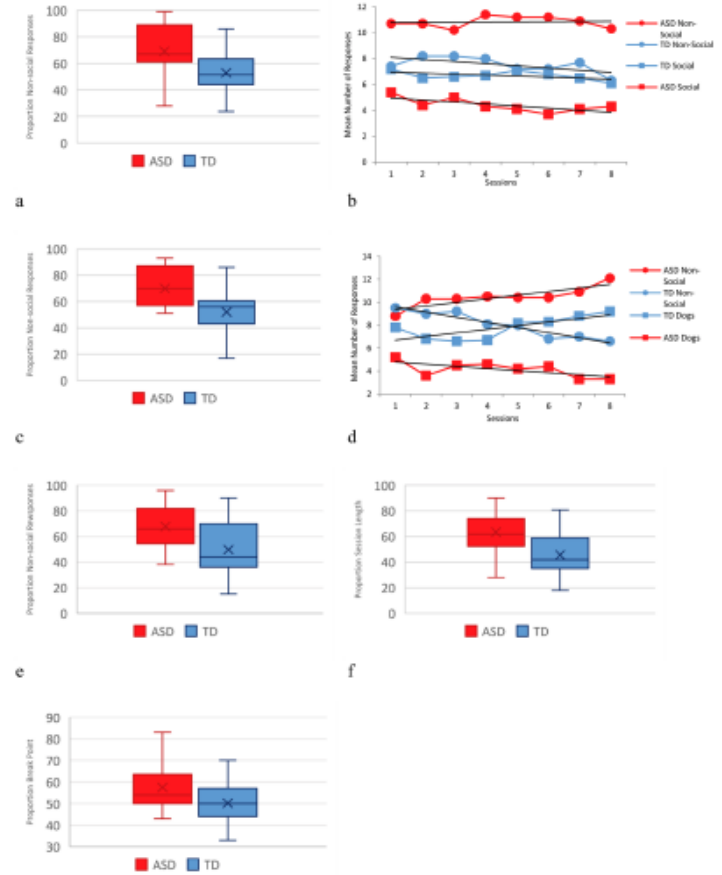 Proportion Non-social Responses
100
80
60
40
20
0
ASD TD
a
Mean Number of Responses
12
10
8
6
4
2
0
1 2 3 4 5 6 7 8
Sessions
ASD Non-
Social
TD Non-Social
TD Social
ASD Social
b
Proportion Non-social Responses
100
80
60
40
20
0
ASD TD
c
Mean Number of Responses
14
12
10
8
6
4
2
1 2 3 4 5 6 7 8
Sessions
ASD Non-
Social
TD Non-
Social
TD Dogs
ASD Dogs
d
Proportion Non-social Rewsponses
100
80
60
40
20
0
ASD TD
e
Proportion Session Length
100
80
60
40
20
0
ASD TD
f
Proportion Break Point
90
80
70
60
50
40
30
ASD TD